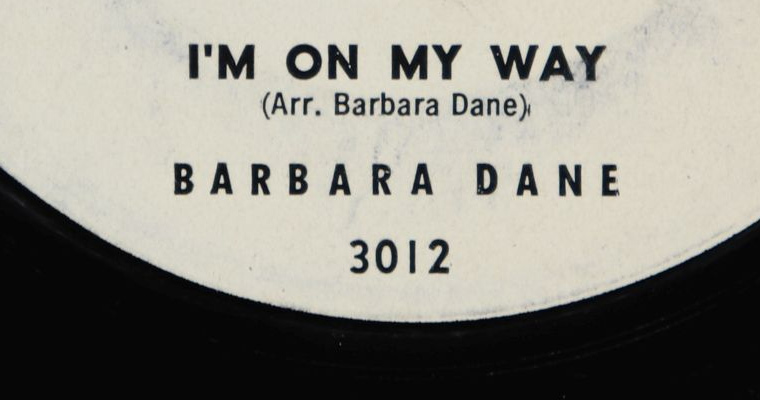 I'M ON MY WAY
(Arr. Barbara Dane)
BARBARA DANE
3012